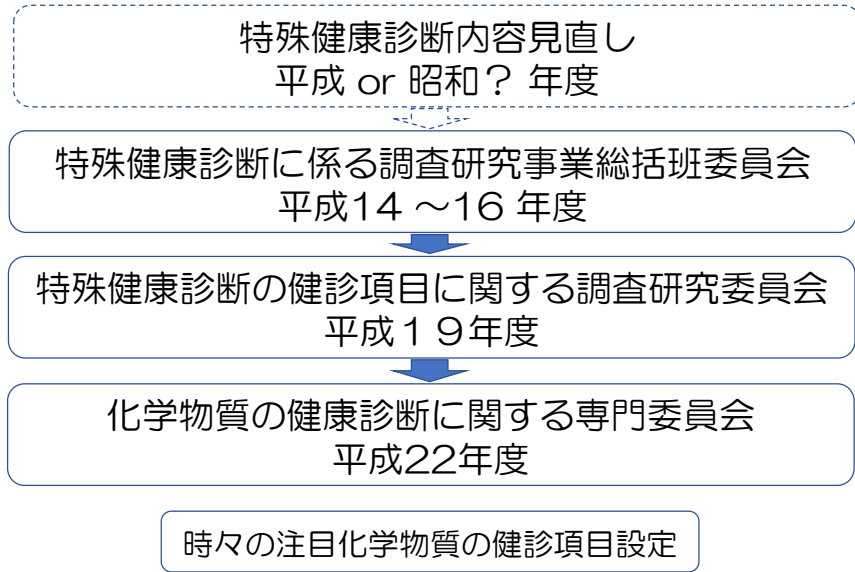 特殊健康診断内容見直し
平成 or 昭和？ 年度
特殊健康診断に係る調査研究事業総括班委員会
平成14 ～16 年度
特殊健康診断の健診項目に関する調査研究委員会
平成１９年度
化学物質の健康診断に関する専門委員会
平成22年度
時々の注目化学物質の健診項目設定